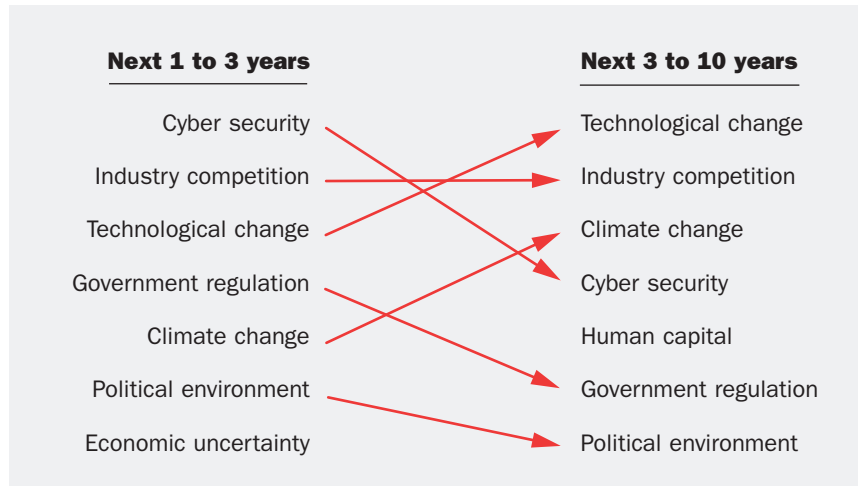 Next 1 to 3 years
Cyber security
Industry competition
Technological change
Government regulation
Climate change
Political environment
Economic uncertainty
Next 3 to 10 years
Technological change
Industry competition
Climate change
Cyber security
Human capital
Government regulation
Political environment